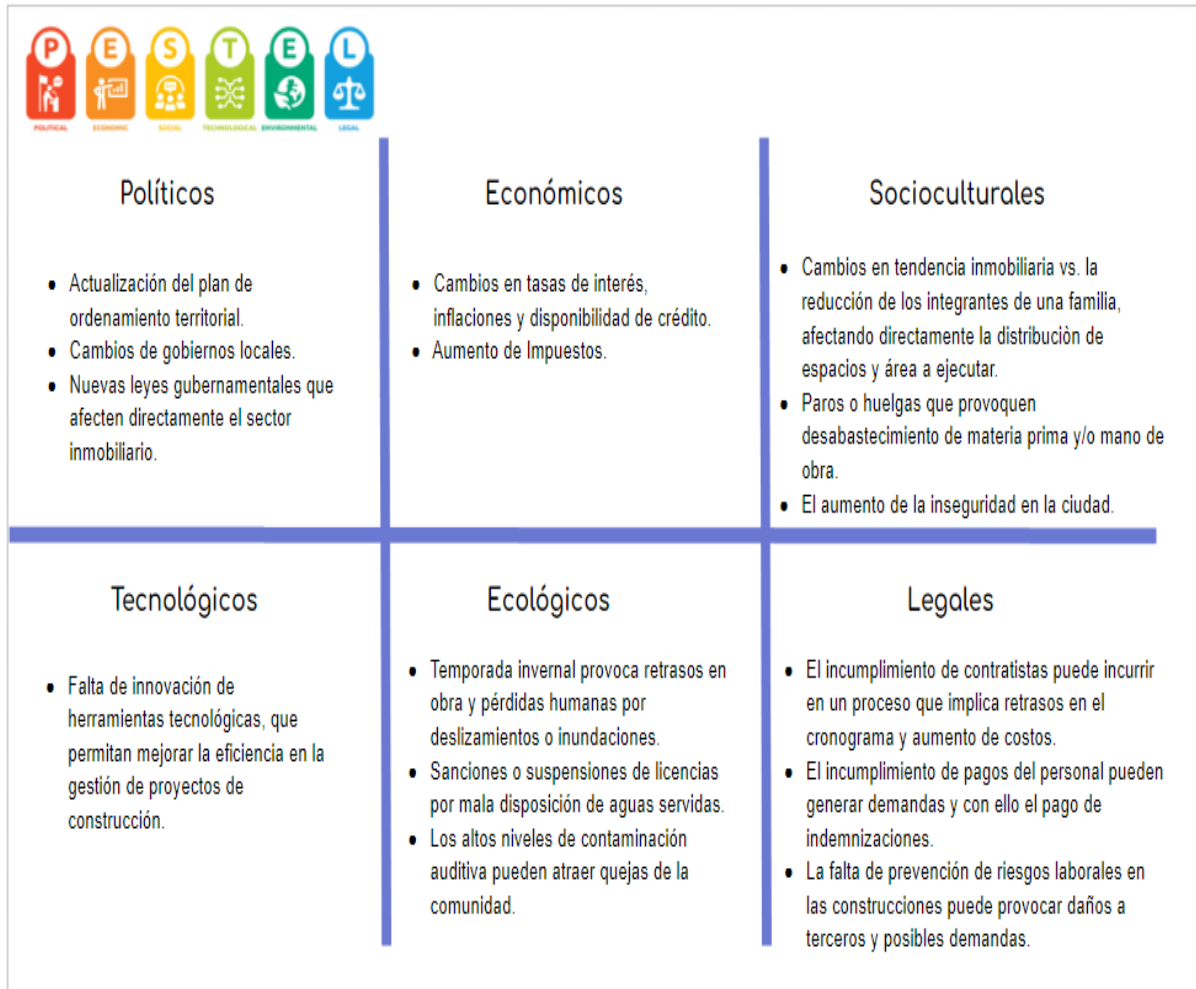 P E S T E L
POLITICAL ECONOMIC SOCIAL TECHNOLOGICAL ENVIRONMENTAL LEGAL
Políticos
• Actualización del plan de
ordenamiento territorial.
• Cambios de gobiernos locales.
• Nuevas leyes gubernamentales que
afecten directamente el sector
inmobiliario.
Económicos
• Cambios en tasas de interés,
inflaciones y disponibilidad de crédito.
• Aumento de Impuestos.
Socioculturales
• Cambios en tendencia inmobiliaria vs. la
reducción de los integrantes de una familia,
afectando directamente la distribuciòn de
espacios y área a ejecutar.
• Paros o huelgas que provoquen
desabastecimiento de materia prima y/o mano de
obra.
• El aumento de la inseguridad en la ciudad.
Tecnológicos
• Falta de innovación de
herramientas tecnológicas, que
permitan mejorar la eficiencia en la
gestión de proyectos de
construcción.
Ecológicos
• Temporada invernal provoca retrasos en
obra y pérdidas humanas por
deslizamientos o inundaciones.
• Sanciones o suspensiones de licencias
por mala disposición de aguas servidas.
• Los altos niveles de contaminación
auditiva pueden atraer quejas de la
comunidad.
Legales
• El incumplimiento de contratistas puede incurrir
en un proceso que implica retrasos en el
cronograma y aumento de costos.
• El incumplimiento de pagos del personal pueden
generar demandas y con ello el pago de
indemnizaciones.
• La falta de prevención de riesgos laborales en
las construcciones puede provocar daños a
terceros y posibles demandas.